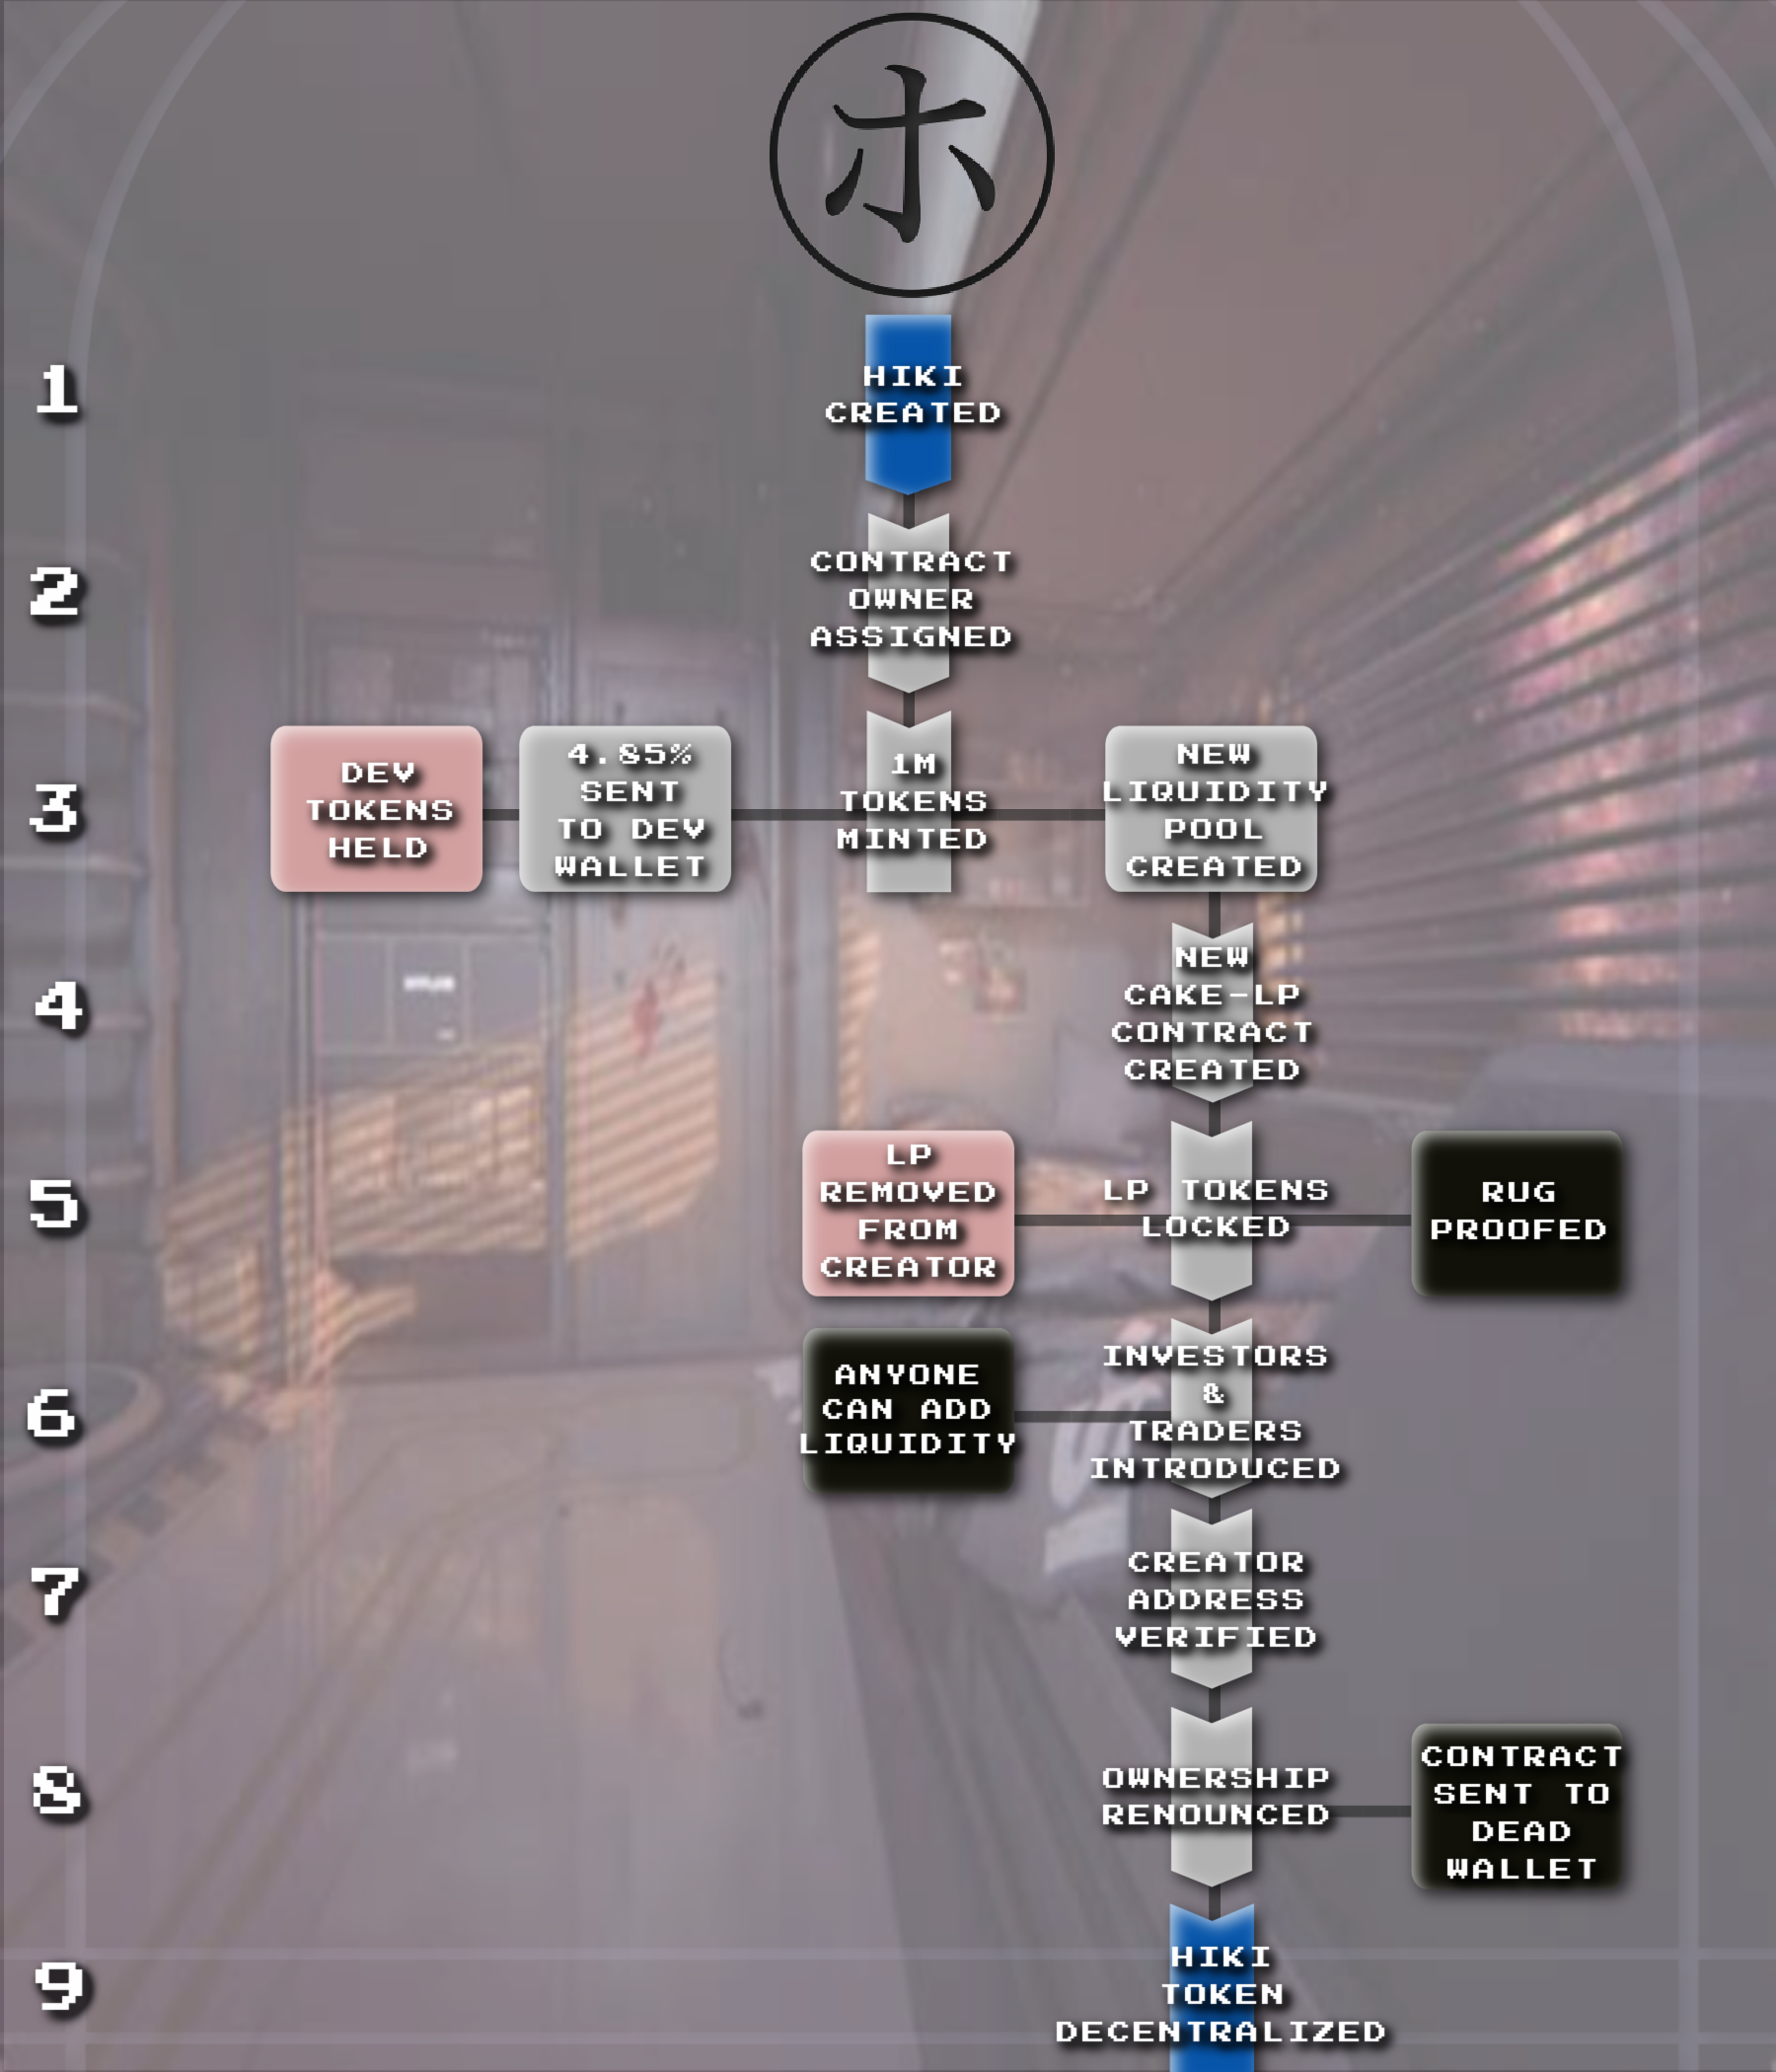 ホ
1
HIKI
CREATED
2
CONTRACT
OWNER
ASSIGNED
3
DEV
TOKENS
HELD
4.85%
SENT
TO DEV
WALLET
1M
TOKENS
MINTED
NEW
LIQUIDITY
POOL
CREATED
4
NEW
CAKE-LP
CONTRACT
CREATED
5
LP
REMOVED
FROM
CREATOR
LP TOKENS
LOCKED
RUG
PROOFED
6
ANYONE
CAN ADD
LIQUIDITY
INVESTORS
&
TRADERS
INTRODUCED
7
CREATOR
ADDRESS
VERIFIED
8
OWNERSHIP
RENOUNCED
CONTRACT
SENT TO
DEAD
WALLET
9
HIKI
TOKEN
DECENTRALIZED